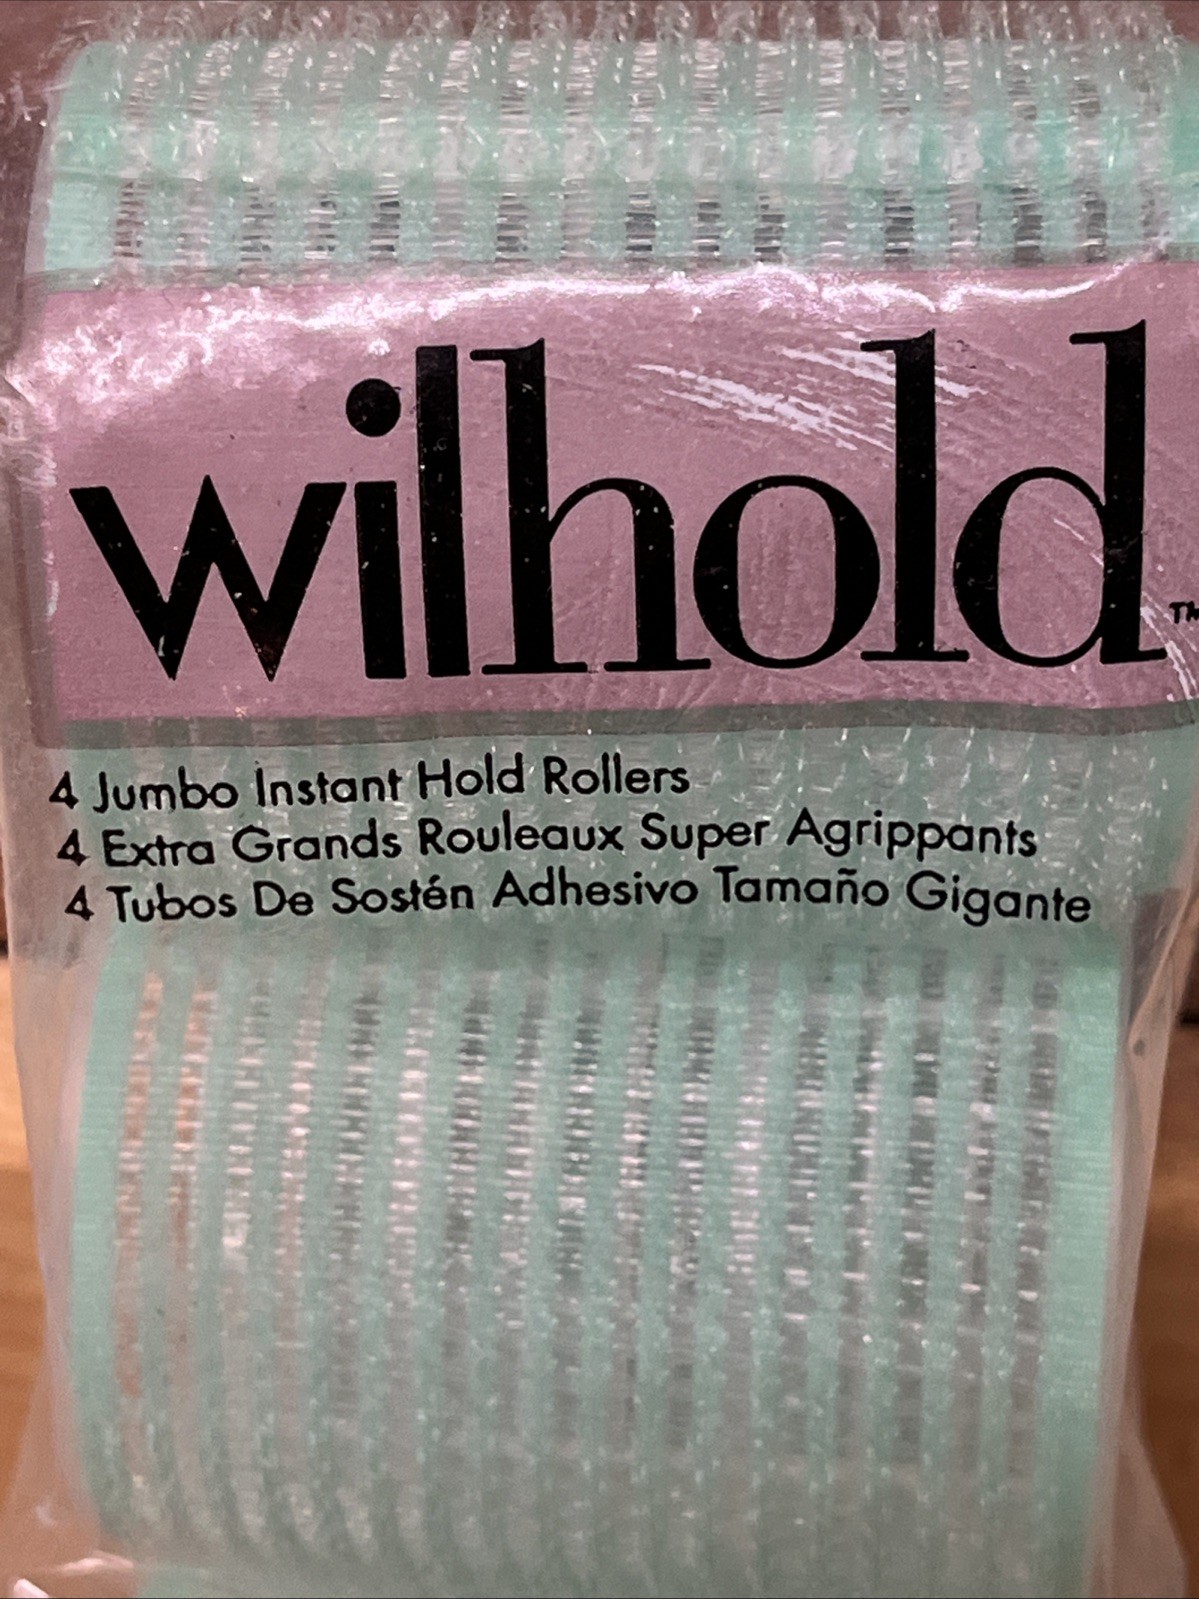 wilhold™
4 Jumbo Instant Hold Rollers
4 Extra Grands Rouleaux Super Agrippants
4 Tubos De Sostén Adhesivo Tamaño Gigante